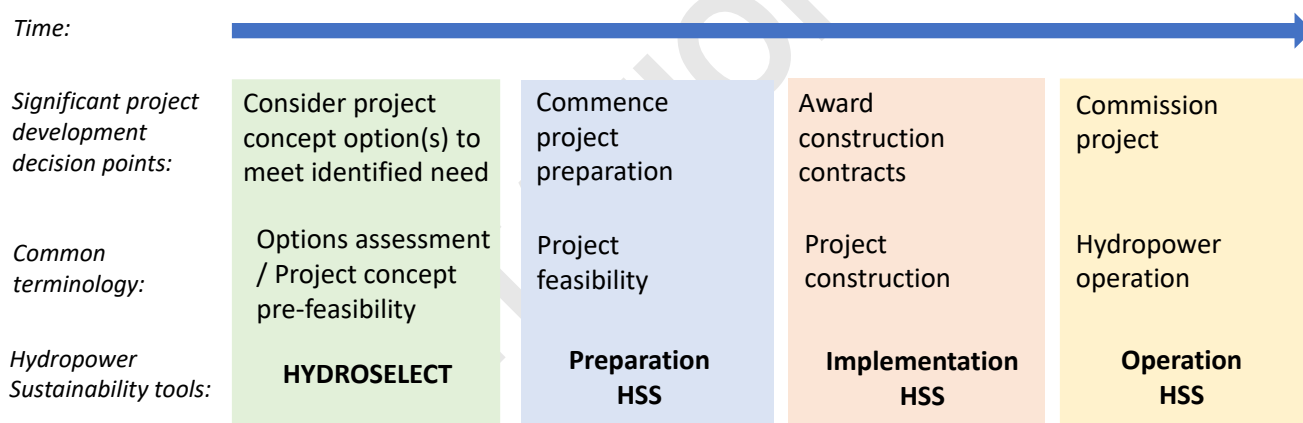 Time:
Significant project
development
decision points:
Consider project
concept option(s) to
meet identified need
Commence
project
preparation
Award
construction
contracts
Commission
project
Common
terminology:
Options assessment
/ Project concept
pre-feasibility
Project
feasibility
Project
construction
Hydropower
operation
Hydropower
Sustainability tools:
HYDROSELECT
Preparation
HSS
Implementation
HSS
Operation
HSS